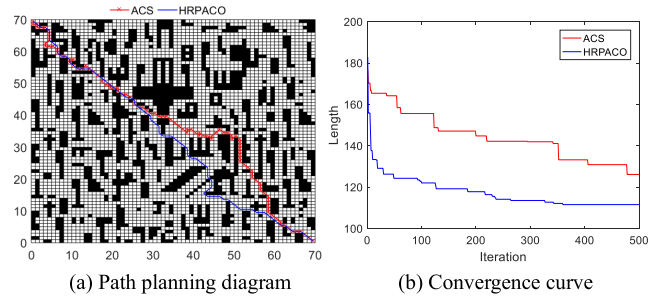 ACS HRPACO
70
60
50
40
30
20
10
0
0 10 20 30 40 50 60 70
(a) Path planning diagram
200
180
160
140
120
100
Length
ACS
HRPACO
0 100 200 300 400 500
Iteration
(b) Convergence curve